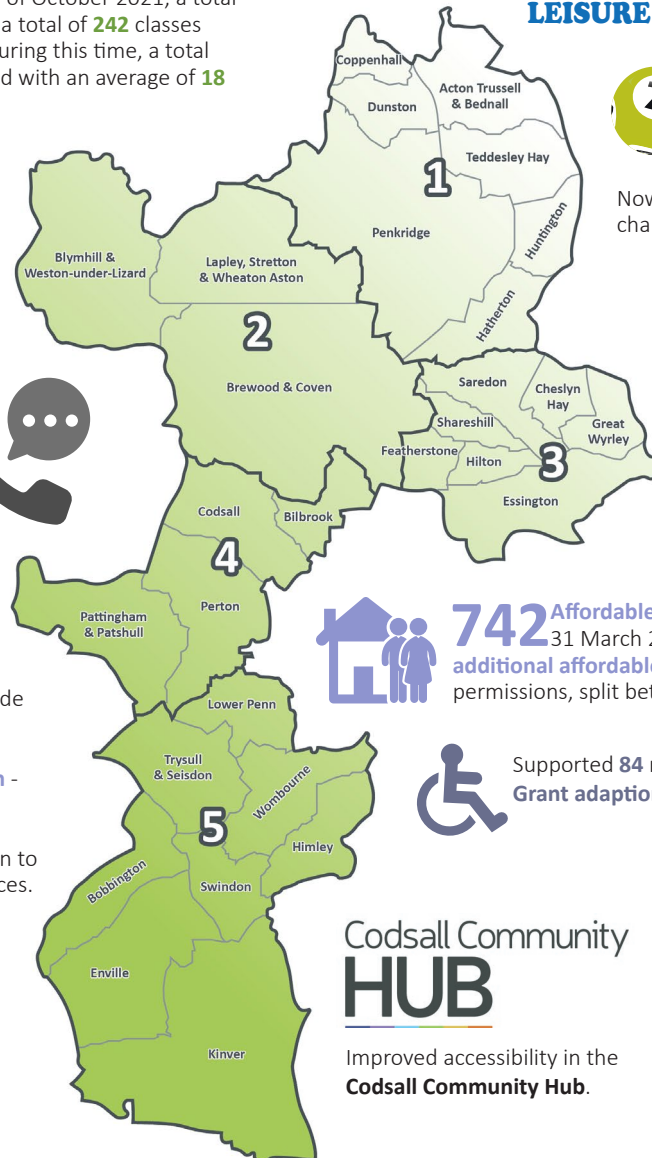 of October 2021, a total
a total of 242 classes
uring this time, a total
d with an average of 18
LEISURE
Now
cha
Coppenhall
Acton Trussell
& Bednall
Dunston
Teddesley Hay
1
Penkridge
Huntington
Hatherton
Blymhill &
Weston-under-Lizard
Lapley, Stretton
& Wheaton Aston
2
Brewood & Coven
Saredon
Cheslyn
Hay
Shareshill
Great
Wyrley
Featherstone
Hilton
3
Essington
Codsall
Bilbrook
4
Perton
Pattingham
& Patshull
742 Affordable
31 March 2
additional affordable
permissions, split bet
de
n -
n to
ces.
Lower Penn
Trysull
& Seisdon
Wombourne
5
Himley
Bobbington
Swindon
Enville
Kinver
Supported 84
Grant adaptio
Codsall Community
HUB
Improved accessibility in the
Codsall Community Hub.